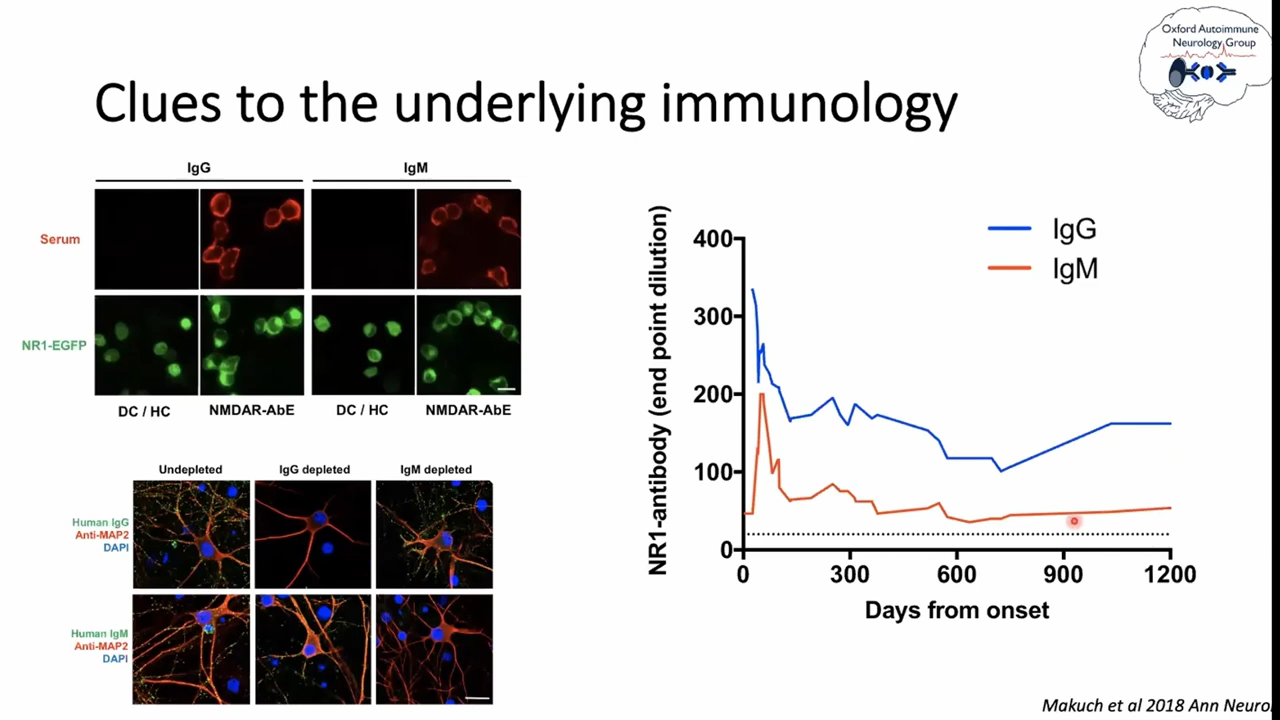 Oxford Autoimmune
Neurology Group
Clues to the underlying immunology
IgG
IgM
Serum
NR1-EGFP
DC / HC
NMDAR-AbE
DC / HC
NMDAR-AbE
Undepleted
IgG depleted
IgM depleted
Human IgG
Anti-MAP2
DAPI
Human IgM
Anti-MAP2
DAPI
NR1-antibody (end point dilution)
400
300
200
100
0
0
300
600
900
1200
Days from onset
IgG
IgM
Makuch et al 2018 Ann Neurol